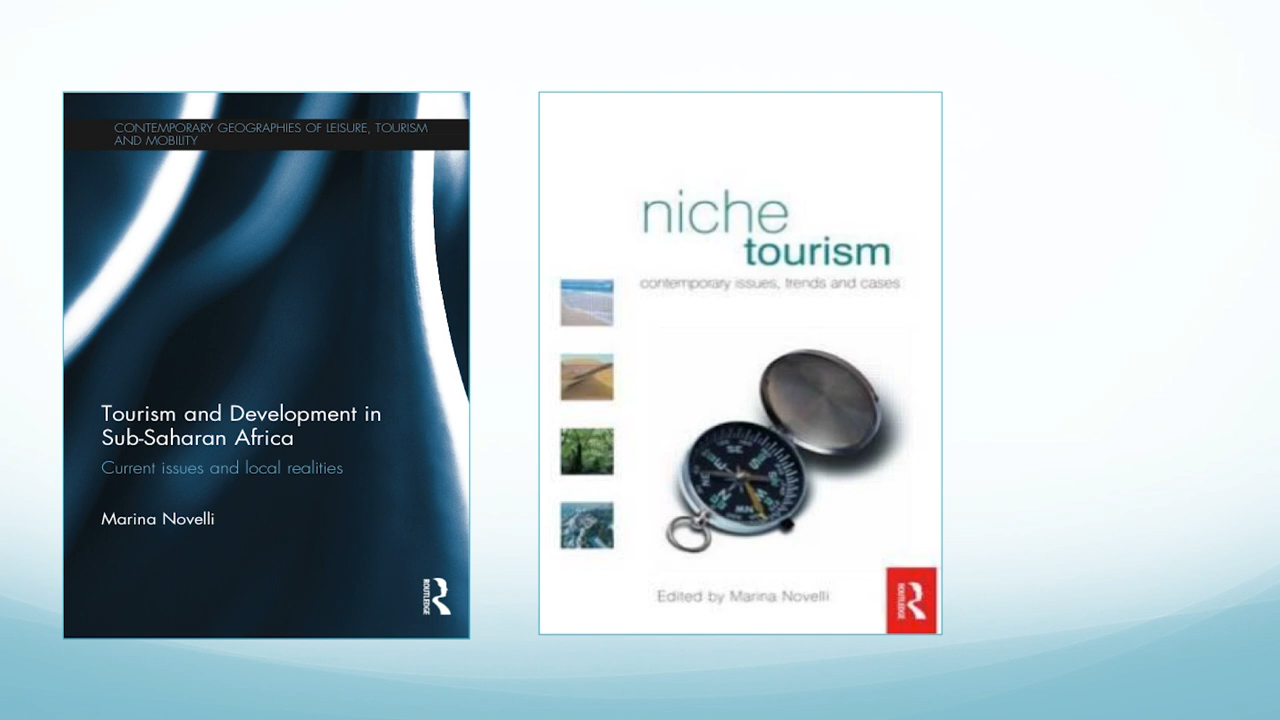 CONTEMPORARY GEOGRAPHIES OF LEISURE, TOURISM
AND MOBILITY
Tourism and Development in
Sub-Saharan Africa
Current issues and local realities
Marina Novelli
ROUTLEDGE
niche
tourism
contemporary issues, trends and cases
Edited by Marina Novelli
ROUTLEDGE